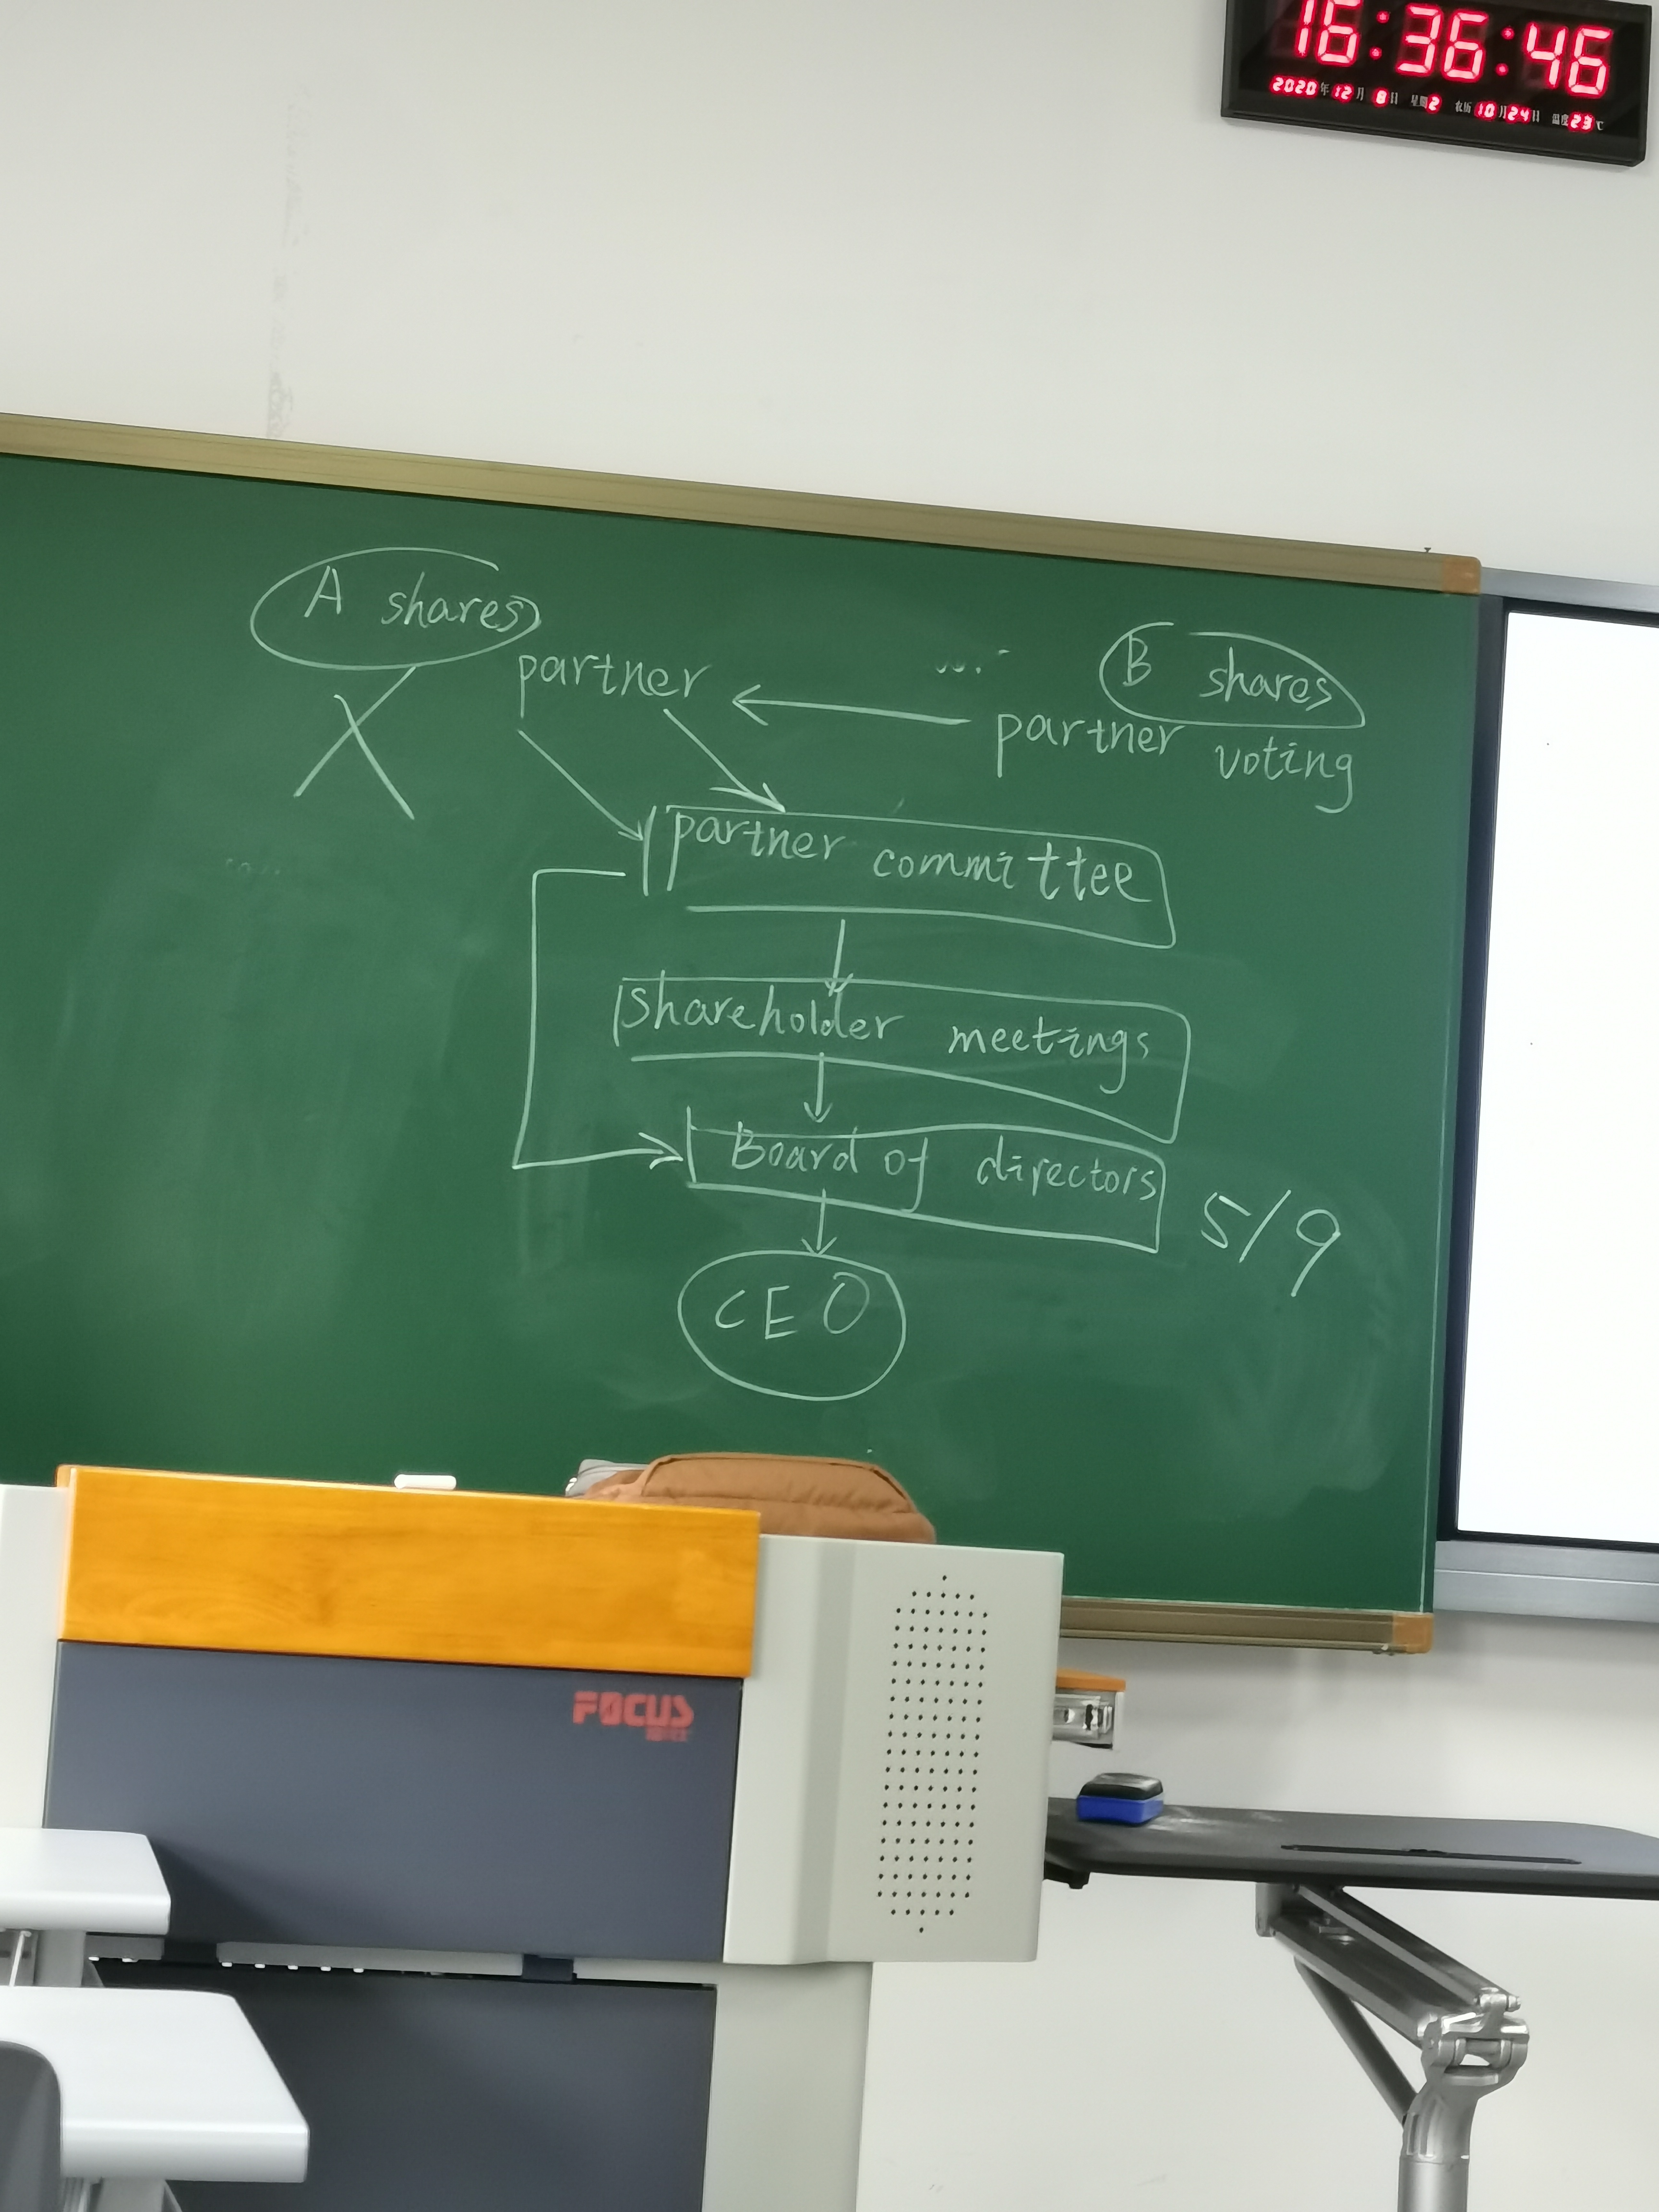 16:36:46
2020年12月8日 星期2 农历10月24日 温度23℃
A shares
B shares
partner
partner voting
X
partner committee
shareholder meetings
Board of directors
5/9
CEO
FOCUS